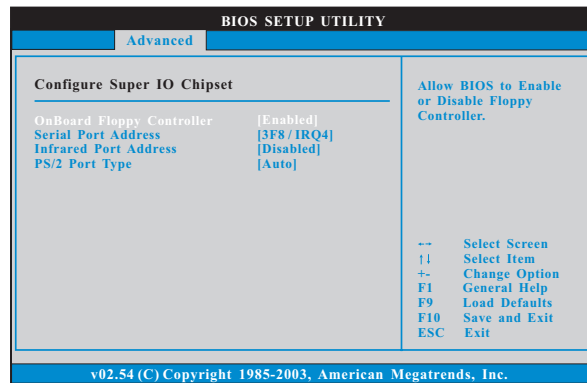 BIOS SETUP UTILITY
Advanced
Configure Super IO Chipset
OnBoard Floppy Controller [Enabled]
Serial Port Address [3F8 / IRQ4]
Infrared Port Address [Disabled]
PS/2 Port Type [Auto]
Allow BIOS to Enable
or Disable Floppy
Controller.
←→ Select Screen
↑↓ Select Item
+- Change Option
F1 General Help
F9 Load Defaults
F10 Save and Exit
ESC Exit
v02.54 (C) Copyright 1985-2003, American Megatrends, Inc.